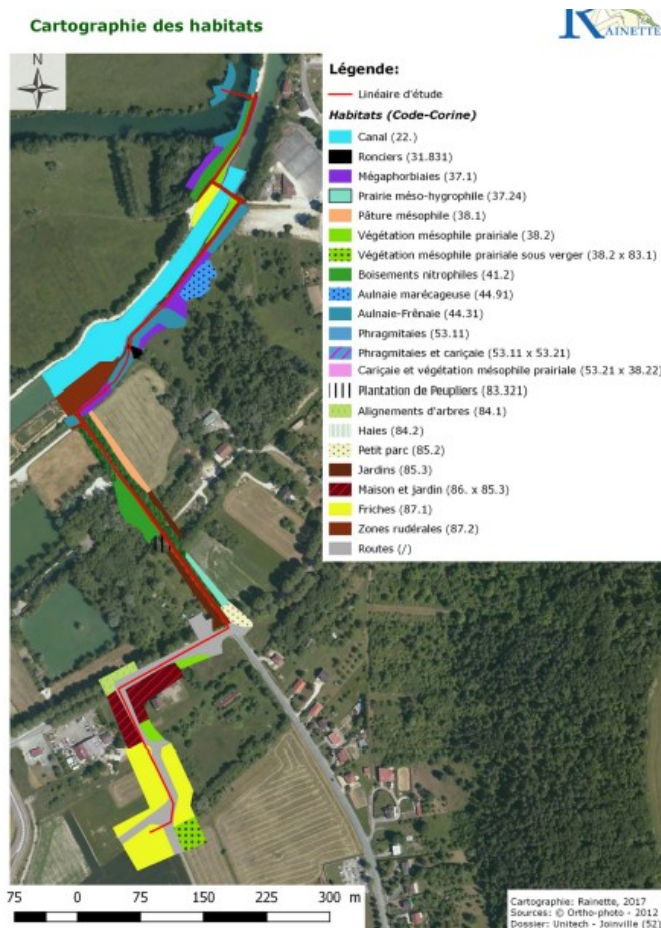 Cartographie des habitats
RAINETTE
N
Légende:
Linéaire d'étude
Habitats (Code-Corine)
Canal (22.)
Ronciers (31.831)
Mégaphorbiaies (37.1)
Prairie méso-hygrophile (37.24)
Pâture mésophile (38.1)
Végétation mésophile prairiale (38.2)
Végétation mésophile prairiale sous verger (38.2 x 83.1)
Boisements nitrophiles (41.2)
Aulnaie marécageuse (44.91)
Aulnaie-Frênaie (44.31)
Phragmitaies (53.11)
Phragmitaies et cariçaie (53.11 x 53.21)
Cariçaie et végétation mésophile prairiale (53.21 x 38.22)
Plantation de Peupliers (83.321)
Alignements d'arbres (84.1)
Haies (84.2)
Petit parc (85.2)
Jardins (85.3)
Maison et jardin (86. x 85.3)
Friches (87.1)
Zones rudérales (87.2)
Routes (/)
75 0 75 150 225 300 m
Cartographie: Rainette, 2017
Sources: © Ortho-photo - 2012
Dossier: Unitech - Joinville (52)